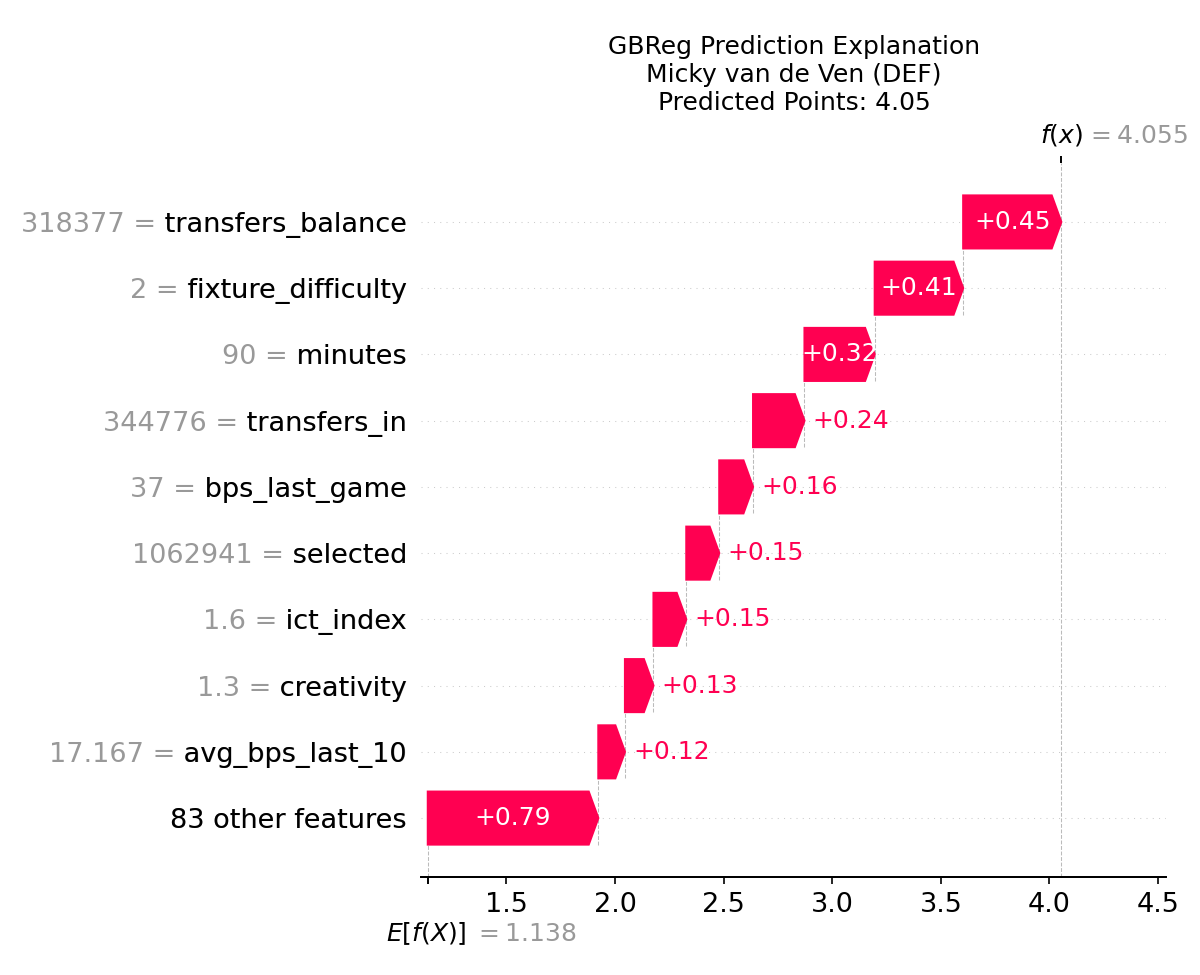 GBReg Prediction Explanation
Micky van de Ven (DEF)
Predicted Points: 4.05
f(x) = 4.055
318377 = transfers_balance +0.45
2 = fixture_difficulty +0.41
90 = minutes +0.32
344776 = transfers_in +0.24
37 = bps_last_game +0.16
1062941 = selected +0.15
1.6 = ict_index +0.15
1.3 = creativity +0.13
17.167 = avg_bps_last_10 +0.12
83 other features +0.79
1.5 2.0 2.5 3.0 3.5 4.0 4.5
E[f(X)] = 1.138